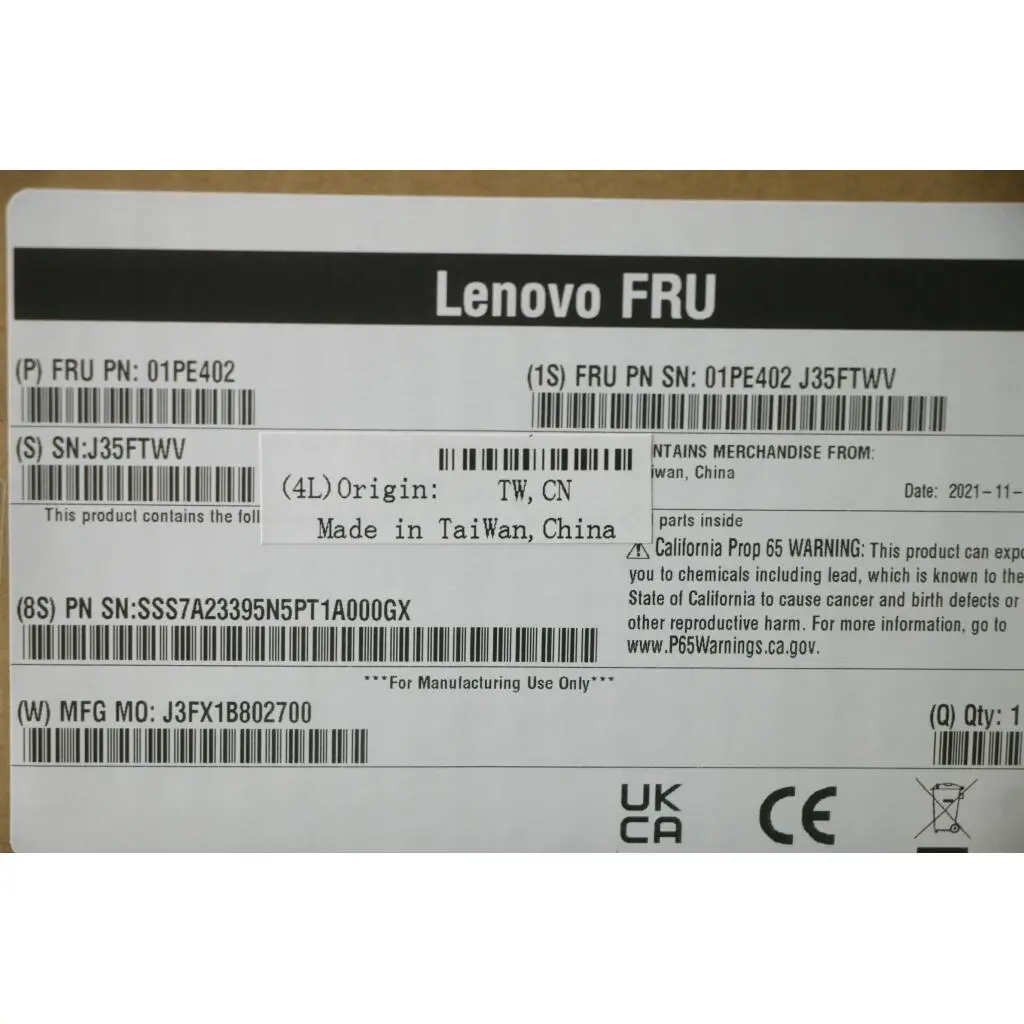 Lenovo FRU
(P) FRU PN: 01PE402
(1S) FRU PN SN: 01PE402 J35FTWV
(S) SN:J35FTWV
NTAINS MERCHANDISE FROM:
iwan, China
Date: 2021-11-
(4L)Origin: TW,CN
Made in TaiWan,China
This product contains the foll
parts inside
⚠ California Prop 65 WARNING: This product can expo
you to chemicals including lead, which is known to the
State of California to cause cancer and birth defects or
other reproductive harm. For more information, go to
www.P65Warnings.ca.gov.
(8S) PN SN:SSS7A23395N5PT1A000GX
***For Manufacturing Use Only***
(W) MFG MO: J3FX1B802700
(Q) Qty: 1
UK
CA
CE